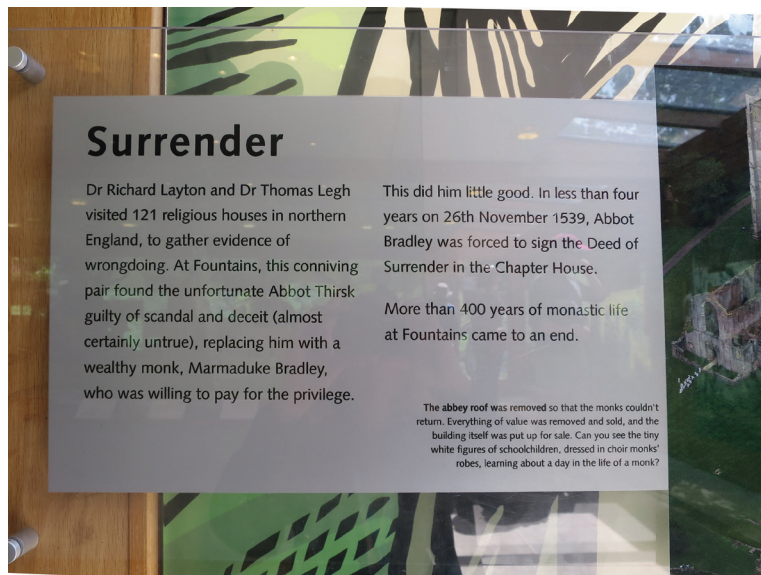 Surrender
Dr Richard Layton and Dr Thomas Legh
visited 121 religious houses in northern
England, to gather evidence of
wrongdoing. At Fountains, this conniving
pair found the unfortunate Abbot Thirsk
guilty of scandal and deceit (almost
certainly untrue), replacing him with a
wealthy monk, Marmaduke Bradley,
who was willing to pay for the privilege.
This did him little good. In less than four
years on 26th November 1539, Abbot
Bradley was forced to sign the Deed of
Surrender in the Chapter House.
More than 400 years of monastic life
at Fountains came to an end.
The abbey roof was removed so that the monks couldn't
return. Everything of value was removed and sold, and the
building itself was put up for sale. Can you see the tiny
white figures of schoolchildren, dressed in choir monks'
robes, learning about a day in the life of a monk?